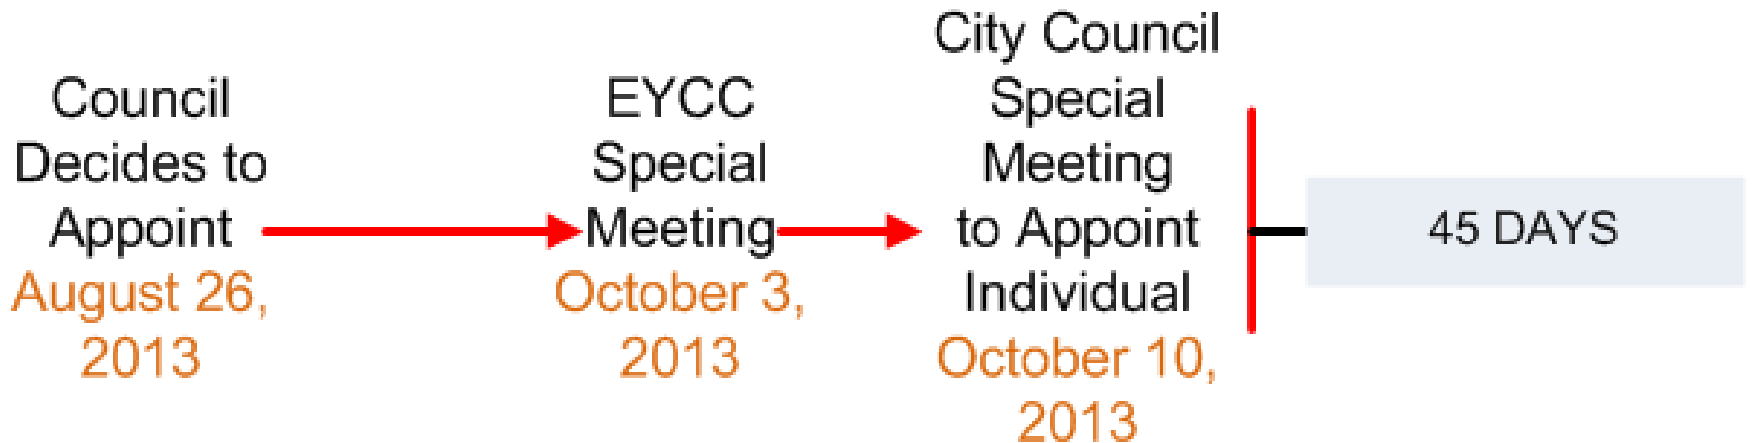 Council
Decides to
Appoint
August 26,
2013
EYCC
Special
Meeting
October 3,
2013
City Council
Special
Meeting
to Appoint
Individual
October 10,
2013
45 DAYS